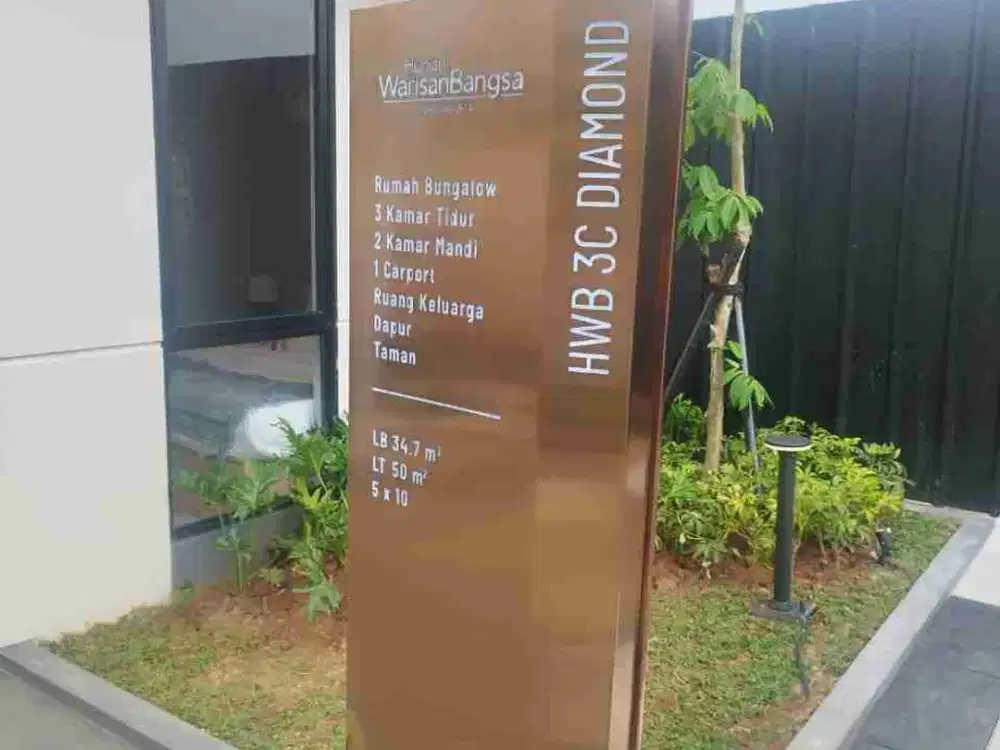 Hunian
WarisanBangsa
Rumah Bungalow
3 Kamar Tidur
2 Kamar Mandi
1 Carport
Ruang Keluarga
Dapur
Taman
LB 34.7 m²
LT 50 m²
5 x 10
HWB 3C DIAMOND